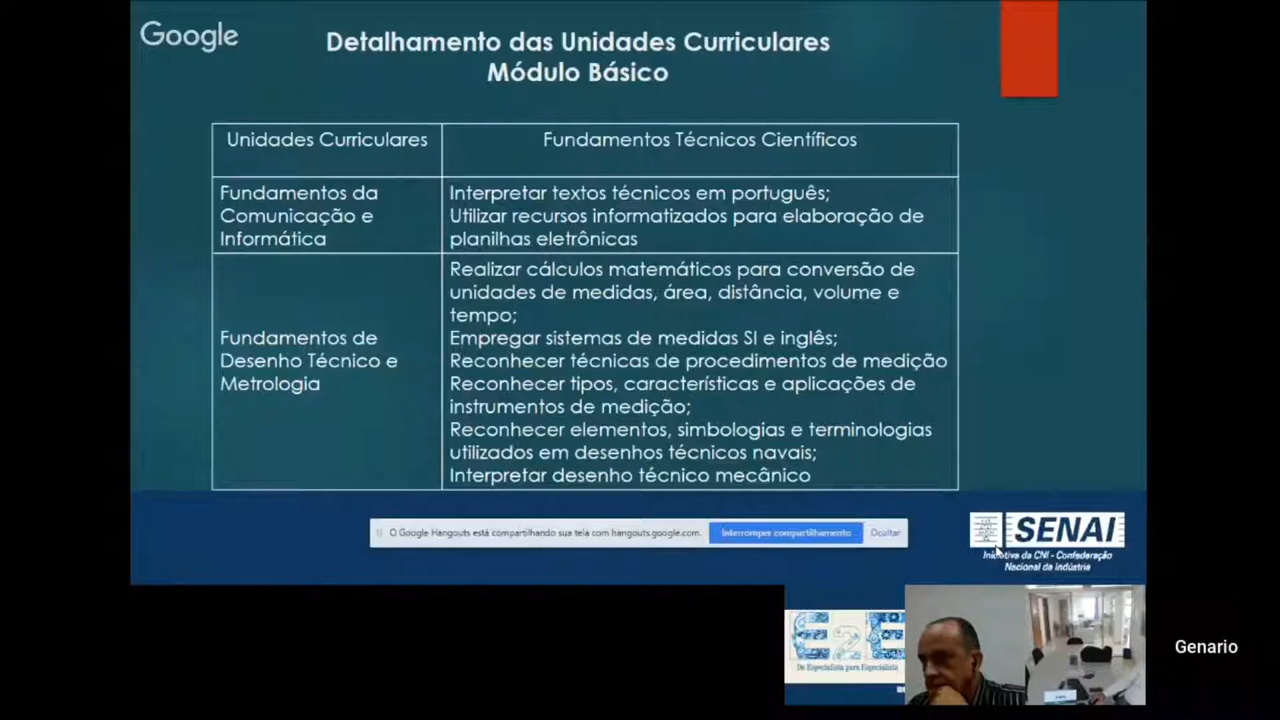 Google
Detalhamento das Unidades Curriculares
Módulo Básico
Unidades Curriculares
Fundamentos Técnicos Científicos
Fundamentos da
Comunicação e
Informática
Interpretar textos técnicos em português;
Utilizar recursos informatizados para elaboração de
planilhas eletrônicas
Fundamentos de
Desenho Técnico e
Metrologia
Realizar cálculos matemáticos para conversão de
unidades de medidas, área, distância, volume e
tempo;
Empregar sistemas de medidas SI e inglês;
Reconhecer técnicas de procedimentos de medição
Reconhecer tipos, características e aplicações de
instrumentos de medição;
Reconhecer elementos, simbologias e terminologias
utilizados em desenhos técnicos navais;
Interpretar desenho técnico mecânico
O Google Hangouts está compartilhando sua tela com hangouts.google.com.
Interromper compartilhamento
Ocultar
SENAI
Iniciativa da CNI - Confederação
Nacional da Indústria
E2E
De Especialista para Especialista
Genario